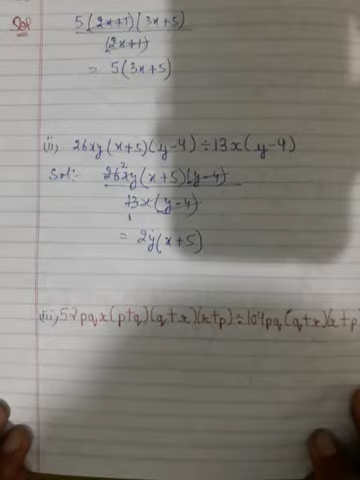 Sol 5(2x+1)(3x+5)
(2x+1)
= 5(3x+5)
ii, 26xy(x+5)(y-4) ÷ 13x(y-4)
Sol: 26²xy(x+5)(y-4)
13x(y-4)
1
= 2y(x+5)
iii, 52pqx(p+q)(q+x)(x+p) ÷ 104pq(q+x)(x+p